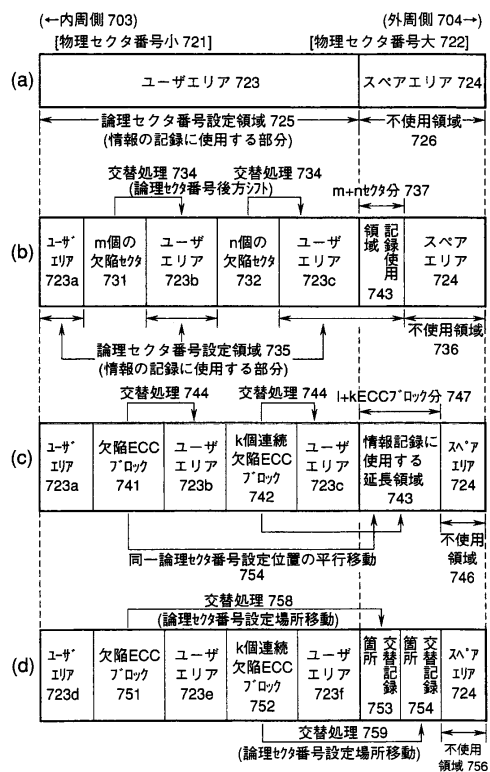 (←内周側 703)
(外周側 704→)
[物理セクタ番号小 721]
[物理セクタ番号大 722]
(a)
ユーザエリア 723
スペアエリア 724
論理セクタ番号設定領域 725
(情報の記録に使用する部分)
不使用領域
726
交替処理 734
(論理セクタ番号後方シフト)
交替処理 734
m+nセクタ分 737
(b)
ユーザ
エリア
723a
m個の
欠陥セクタ
731
ユーザ
エリア
723b
n個の
欠陥セクタ
732
ユーザ
エリア
723c
記録使用
領域
743
スペア
エリア
724
論理セクタ番号設定領域 735
(情報の記録に使用する部分)
不使用領域
736
交替処理 744
交替処理 744
l+kECCブロック分 747
(c)
ユーザ
エリア
723a
欠陥ECC
ブロック
741
ユーザ
エリア
723b
k個連続
欠陥ECC
ブロック
742
ユーザ
エリア
723c
情報記録に
使用する
延長領域
743
スペア
エリア
724
同一論理セクタ番号設定位置の平行移動
754
不使用
領域
746
交替処理 758
(論理セクタ番号設定場所移動)
(d)
ユーザ
エリア
723d
欠陥ECC
ブロック
751
ユーザ
エリア
723e
k個連続
欠陥ECC
ブロック
752
ユーザ
エリア
723f
交替記録
箇所
753
交替記録
箇所
754
スペア
エリア
724
交替処理 759
(論理セクタ番号設定場所移動)
不使用
領域 756